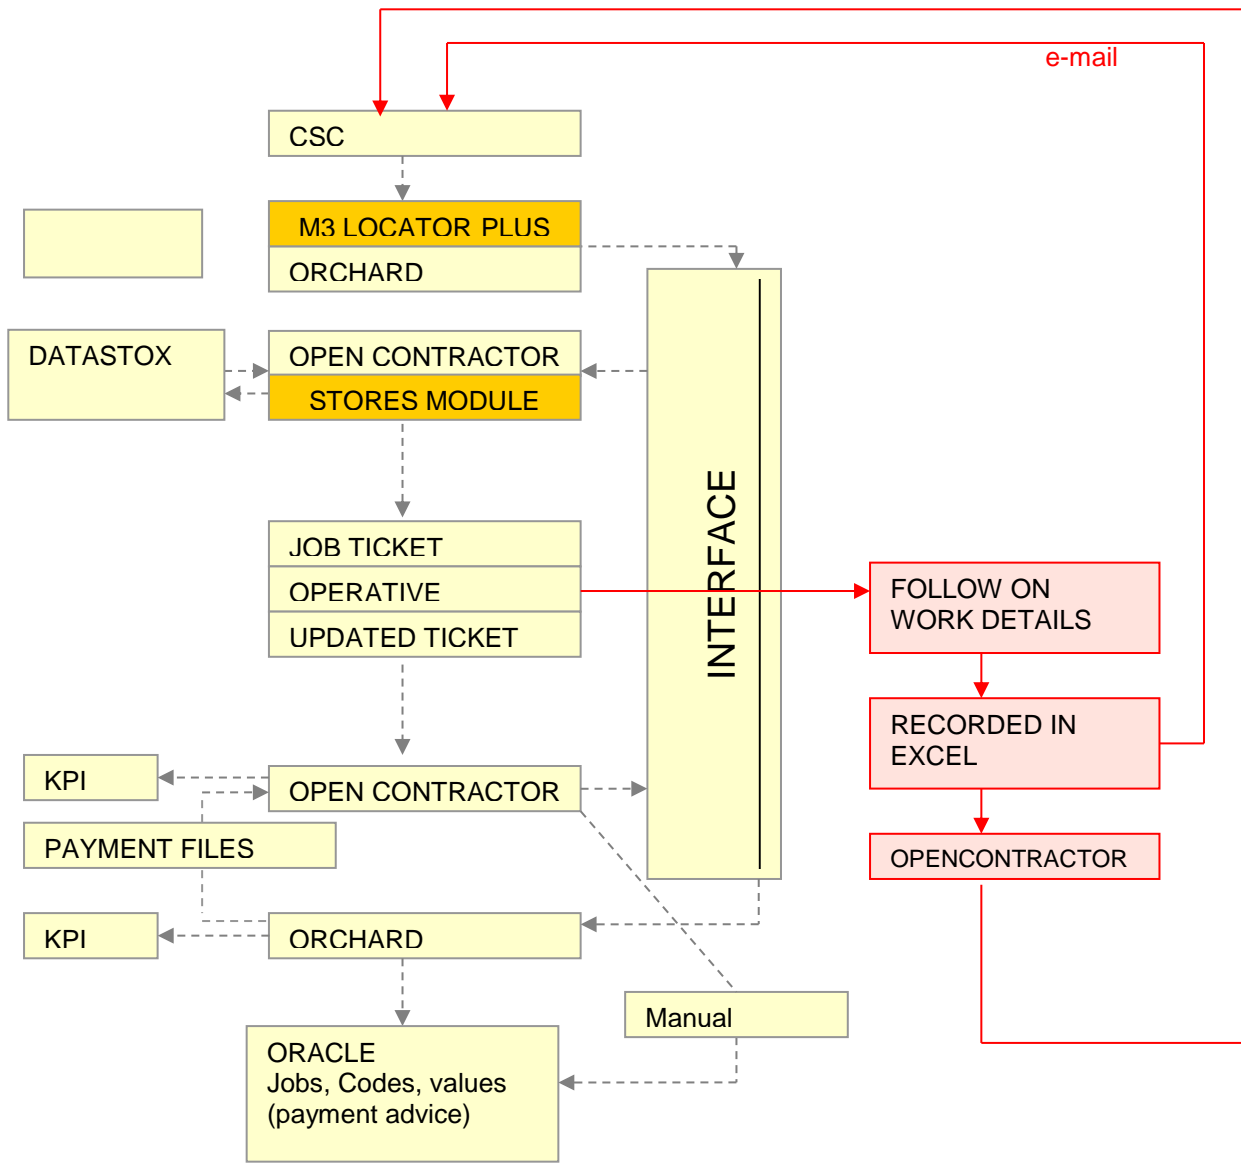 e-mail
CSC
M3 LOCATOR PLUS
ORCHARD
DATASTOX
OPEN CONTRACTOR
STORES MODULE
INTERFACE
JOB TICKET
OPERATIVE
UPDATED TICKET
FOLLOW ON
WORK DETAILS
RECORDED IN
EXCEL
KPI
OPEN CONTRACTOR
PAYMENT FILES
OPENCONTRACTOR
KPI
ORCHARD
Manual
ORACLE
Jobs, Codes, values
(payment advice)